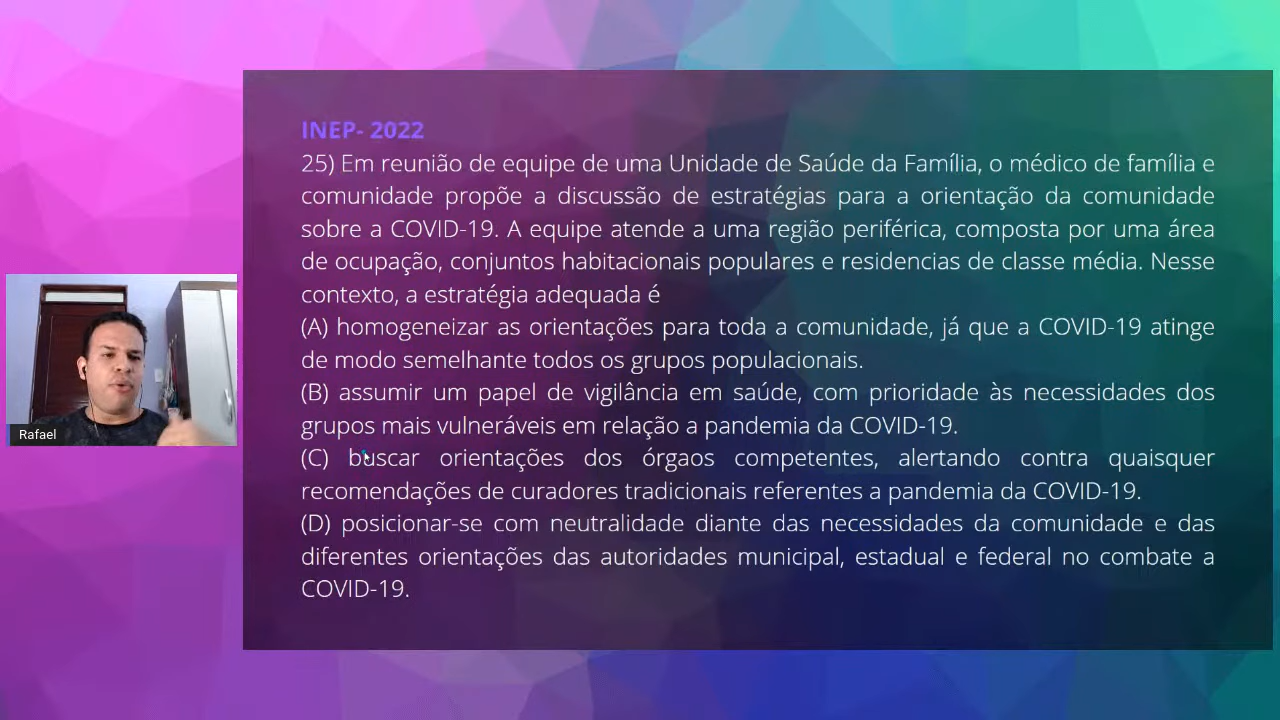 INEP- 2022
25) Em reunião de equipe de uma Unidade de Saúde da Família, o médico de família e
comunidade propõe a discussão de estratégias para a orientação da comunidade
sobre a COVID-19. A equipe atende a uma região periférica, composta por uma área
de ocupação, conjuntos habitacionais populares e residencias de classe média. Nesse
contexto, a estratégia adequada é
(A) homogeneizar as orientações para toda a comunidade, já que a COVID-19 atinge
de modo semelhante todos os grupos populacionais.
(B) assumir um papel de vigilância em saúde, com prioridade às necessidades dos
grupos mais vulneráveis em relação a pandemia da COVID-19.
(C) buscar orientações dos órgaos competentes, alertando contra quaisquer
recomendações de curadores tradicionais referentes a pandemia da COVID-19.
(D) posicionar-se com neutralidade diante das necessidades da comunidade e das
diferentes orientações das autoridades municipal, estadual e federal no combate a
COVID-19.
Rafael